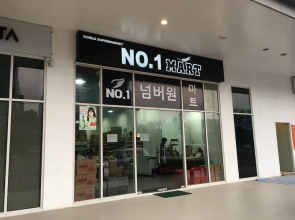 KOREA SUPERMARKET
NO.1 MART
TA
NO.1
넘버원
마트